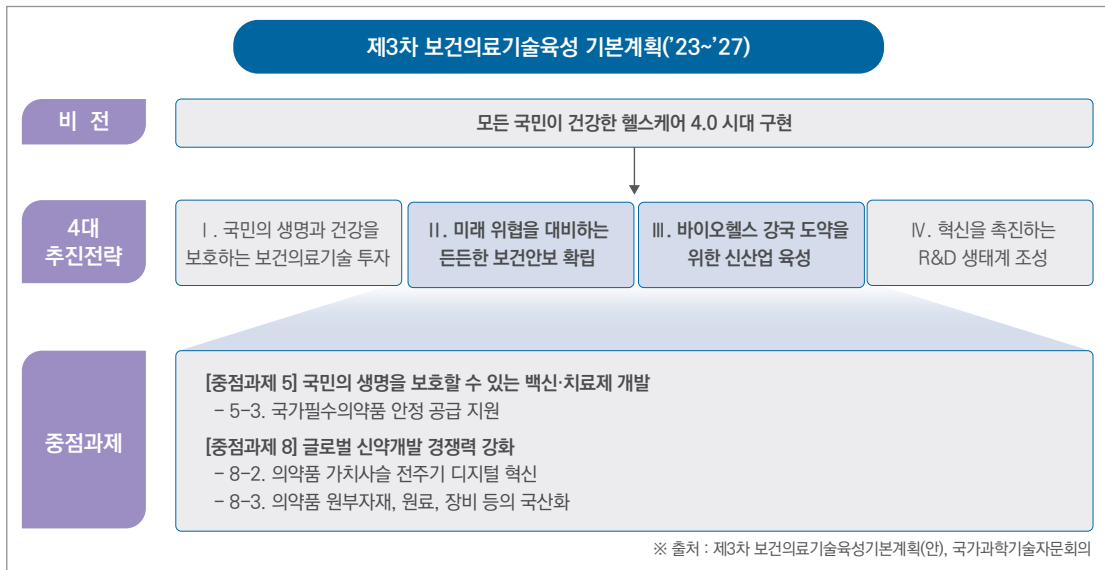 제3차 보건의료기술육성 기본계획('23~'27)
비 전
모든 국민이 건강한 헬스케어 4.0 시대 구현
4대
추진전략
Ⅰ. 국민의 생명과 건강을
보호하는 보건의료기술 투자
Ⅱ. 미래 위협을 대비하는
든든한 보건안보 확립
Ⅲ. 바이오헬스 강국 도약을
위한 신산업 육성
Ⅳ. 혁신을 촉진하는
R&D 생태계 조성
중점과제
[중점과제 5] 국민의 생명을 보호할 수 있는 백신·치료제 개발
- 5-3. 국가필수의약품 안정 공급 지원
[중점과제 8] 글로벌 신약개발 경쟁력 강화
- 8-2. 의약품 가치사슬 전주기 디지털 혁신
- 8-3. 의약품 원부자재, 원료, 장비 등의 국산화
※ 출처 : 제3차 보건의료기술육성기본계획(안), 국가과학기술자문회의